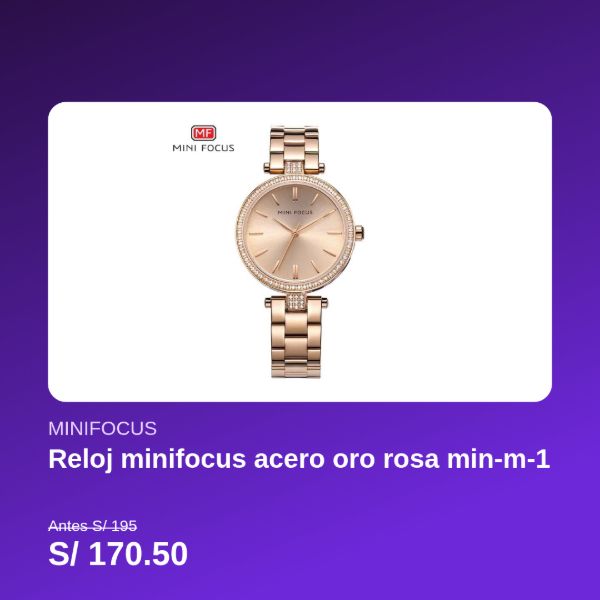 MF
MINI FOCUS
MINI FOCUS
MINIFOCUS
Reloj minifocus acero oro rosa min-m-1
Antes S/ 195
S/ 170.50